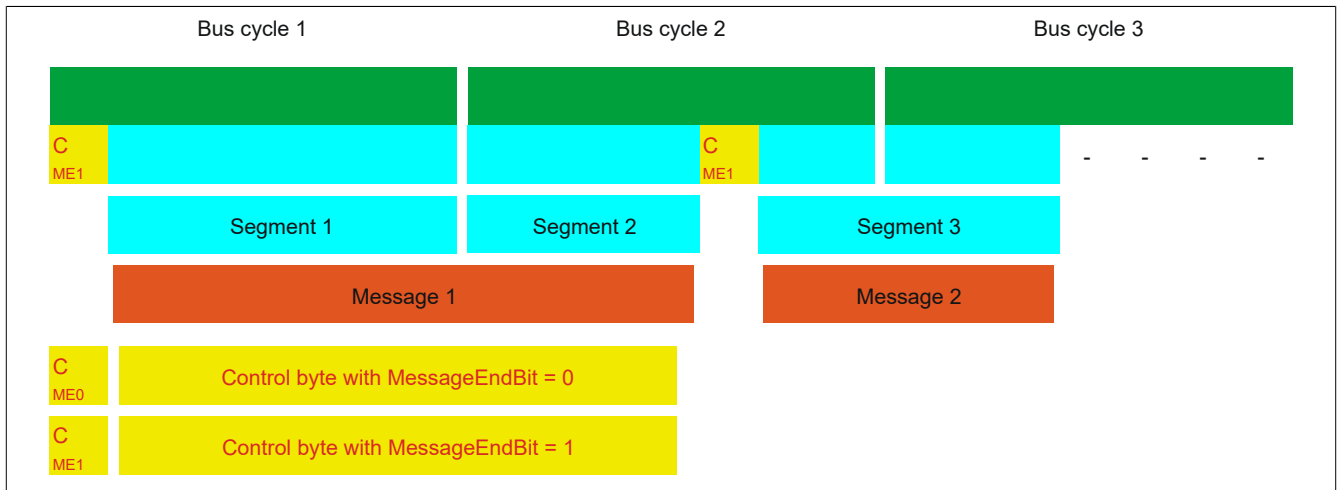 Bus cycle 1 Bus cycle 2 Bus cycle 3
C C
ME1 ME1 - - - -
Segment 1 Segment 2 Segment 3
Message 1 Message 2
C
ME0 Control byte with MessageEndBit = 0
C
ME1 Control byte with MessageEndBit = 1